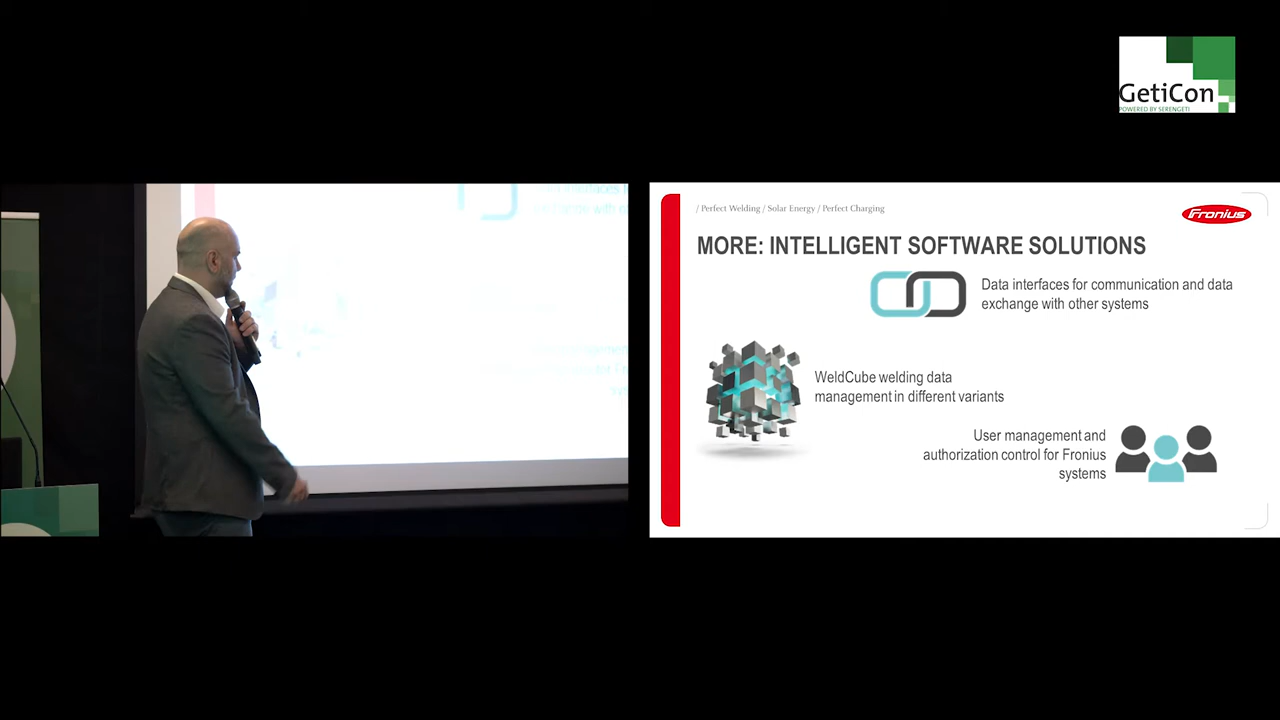 GetiCon
POWERED BY SERENGETI
/ Perfect Welding / Solar Energy / Perfect Charging
Fronius
MORE: INTELLIGENT SOFTWARE SOLUTIONS
Data interfaces for communication and data
exchange with other systems
WeldCube welding data
management in different variants
User management and
authorization control for Fronius
systems